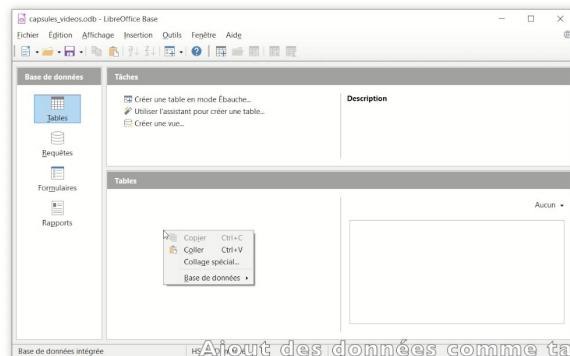 capsules_videos.odb - LibreOffice Base
Fichier Édition Affichage Insertion Outils Fenêtre Aide
Base de données
Tables
Requêtes
Formulaires
Rapports
Tâches
Créer une table en mode Ébauche...
Utiliser l'assistant pour créer une table...
Créer une vue...
Description
Tables
Aucun
Copier Ctrl+C
Coller Ctrl+V
Collage spécial...
Base de données
Base de données intégrée
Ajout des données comme ta